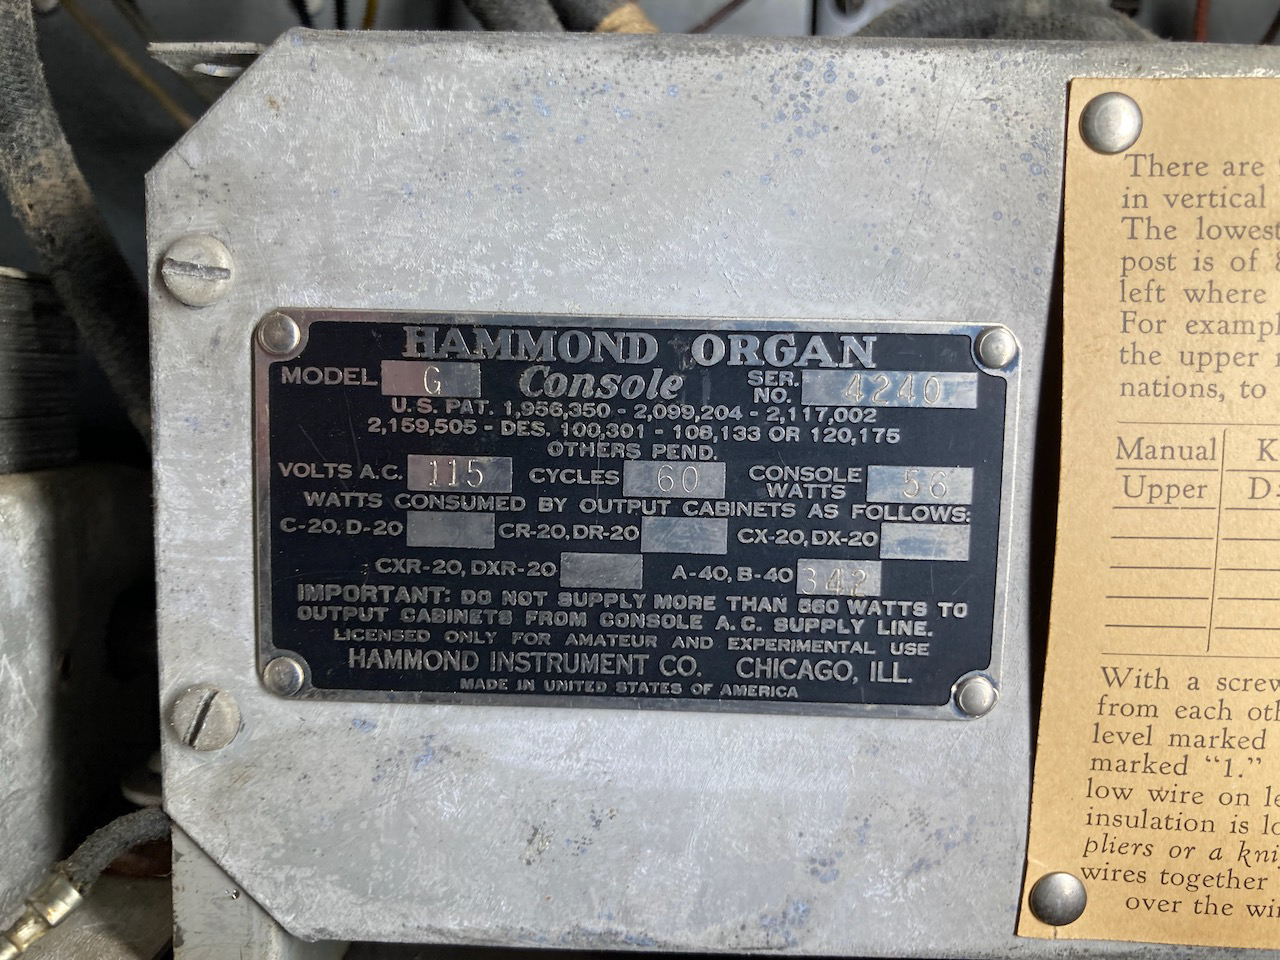 HAMMOND ORGAN
MODEL G Console SER. NO. 4240
U.S. PAT. 1,956,350 - 2,099,204 - 2,117,002
2,159,505 - DES. 100,301 - 106,133 OR 120,175
OTHERS PEND.
VOLTS A.C. 115 CYCLES 60 CONSOLE WATTS 56
WATTS CONSUMED BY OUTPUT CABINETS AS FOLLOWS:
C-20, D-20 CR-20, DR-20 CX-20, DX-20
CXR-20, DXR-20 A-40, B-40 342
IMPORTANT: DO NOT SUPPLY MORE THAN 560 WATTS TO
OUTPUT CABINETS FROM CONSOLE A.C. SUPPLY LINE.
LICENSED ONLY FOR AMATEUR AND EXPERIMENTAL USE
HAMMOND INSTRUMENT CO. CHICAGO, ILL.
MADE IN UNITED STATES OF AMERICA
There are
in vertical
The lowest
post is of
left where
For
the upper
nations, to
Manual
Upper
With a
from each
level marked
marked "1."
low wire on
insulation is
pliers or a
wires together
over the